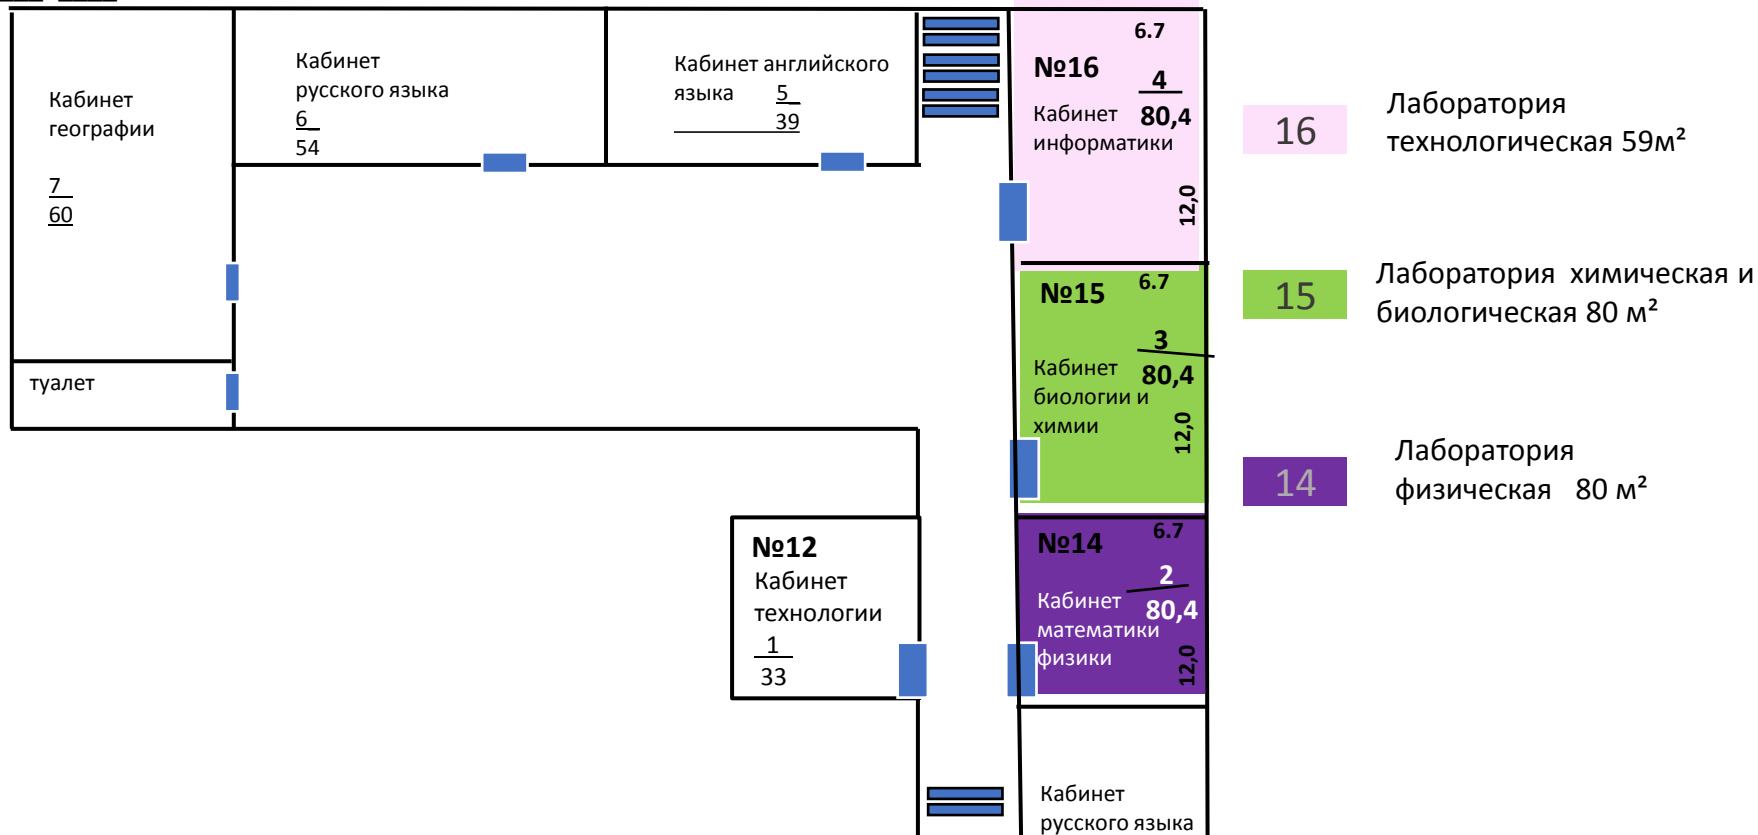 Кабинет
географии
7
60
туалет
Кабинет
русского языка
6
54
Кабинет английского
языка 5
39
6.7
№16
4
Кабинет 80,4
информатики
12,0
№15 6.7
3
Кабинет 80,4
биологии и
химии
12,0
№14 6.7
2
Кабинет 80,4
математики
физики
12,0
№12
Кабинет
технологии
1
33
Кабинет
русского языка
16 Лаборатория
технологическая 59м²
15 Лаборатория химическая и
биологическая 80 м²
14 Лаборатория
физическая 80 м²